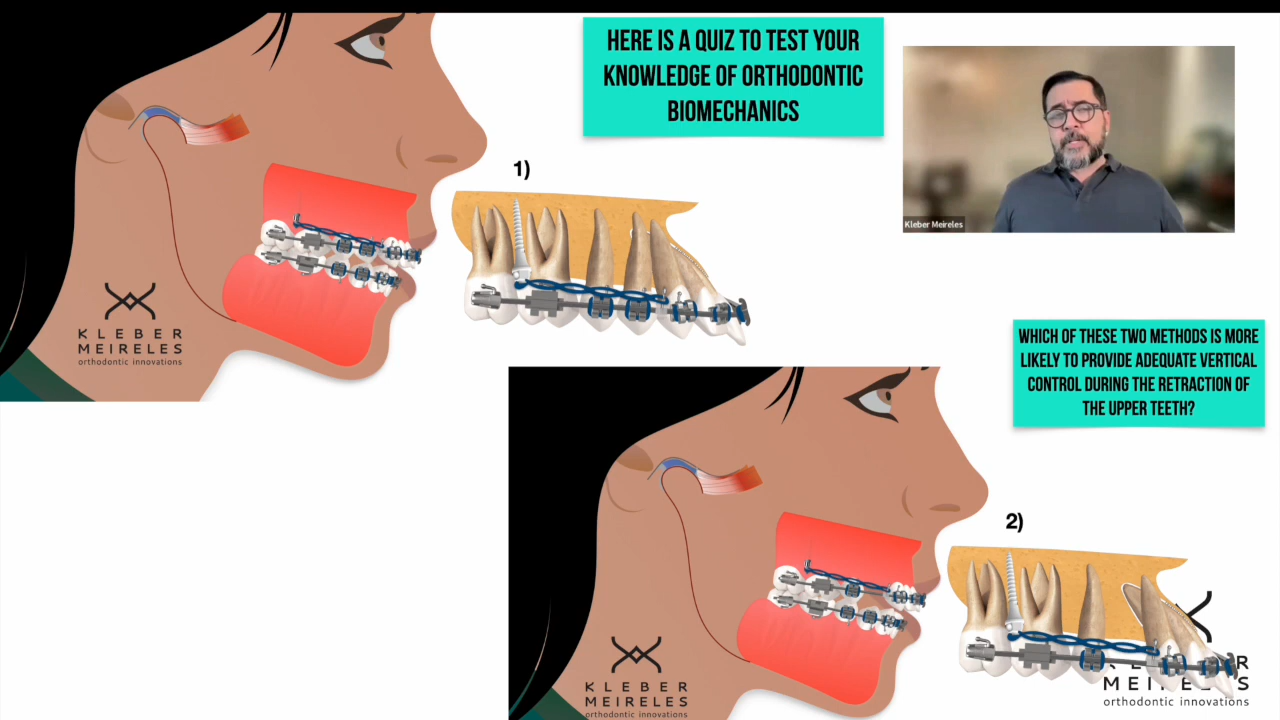 HERE IS A QUIZ TO TEST YOUR
KNOWLEDGE OF ORTHODONTIC
BIOMECHANICS
1)
Kleber Meireles
KLEBER
MEIRELES
orthodontic innovations
WHICH OF THESE TWO METHODS IS MORE
LIKELY TO PROVIDE ADEQUATE VERTICAL
CONTROL DURING THE RETRACTION OF
THE UPPER TEETH?
2)
KLEBER
MEIRELES
orthodontic innovations
orthodontic innovations